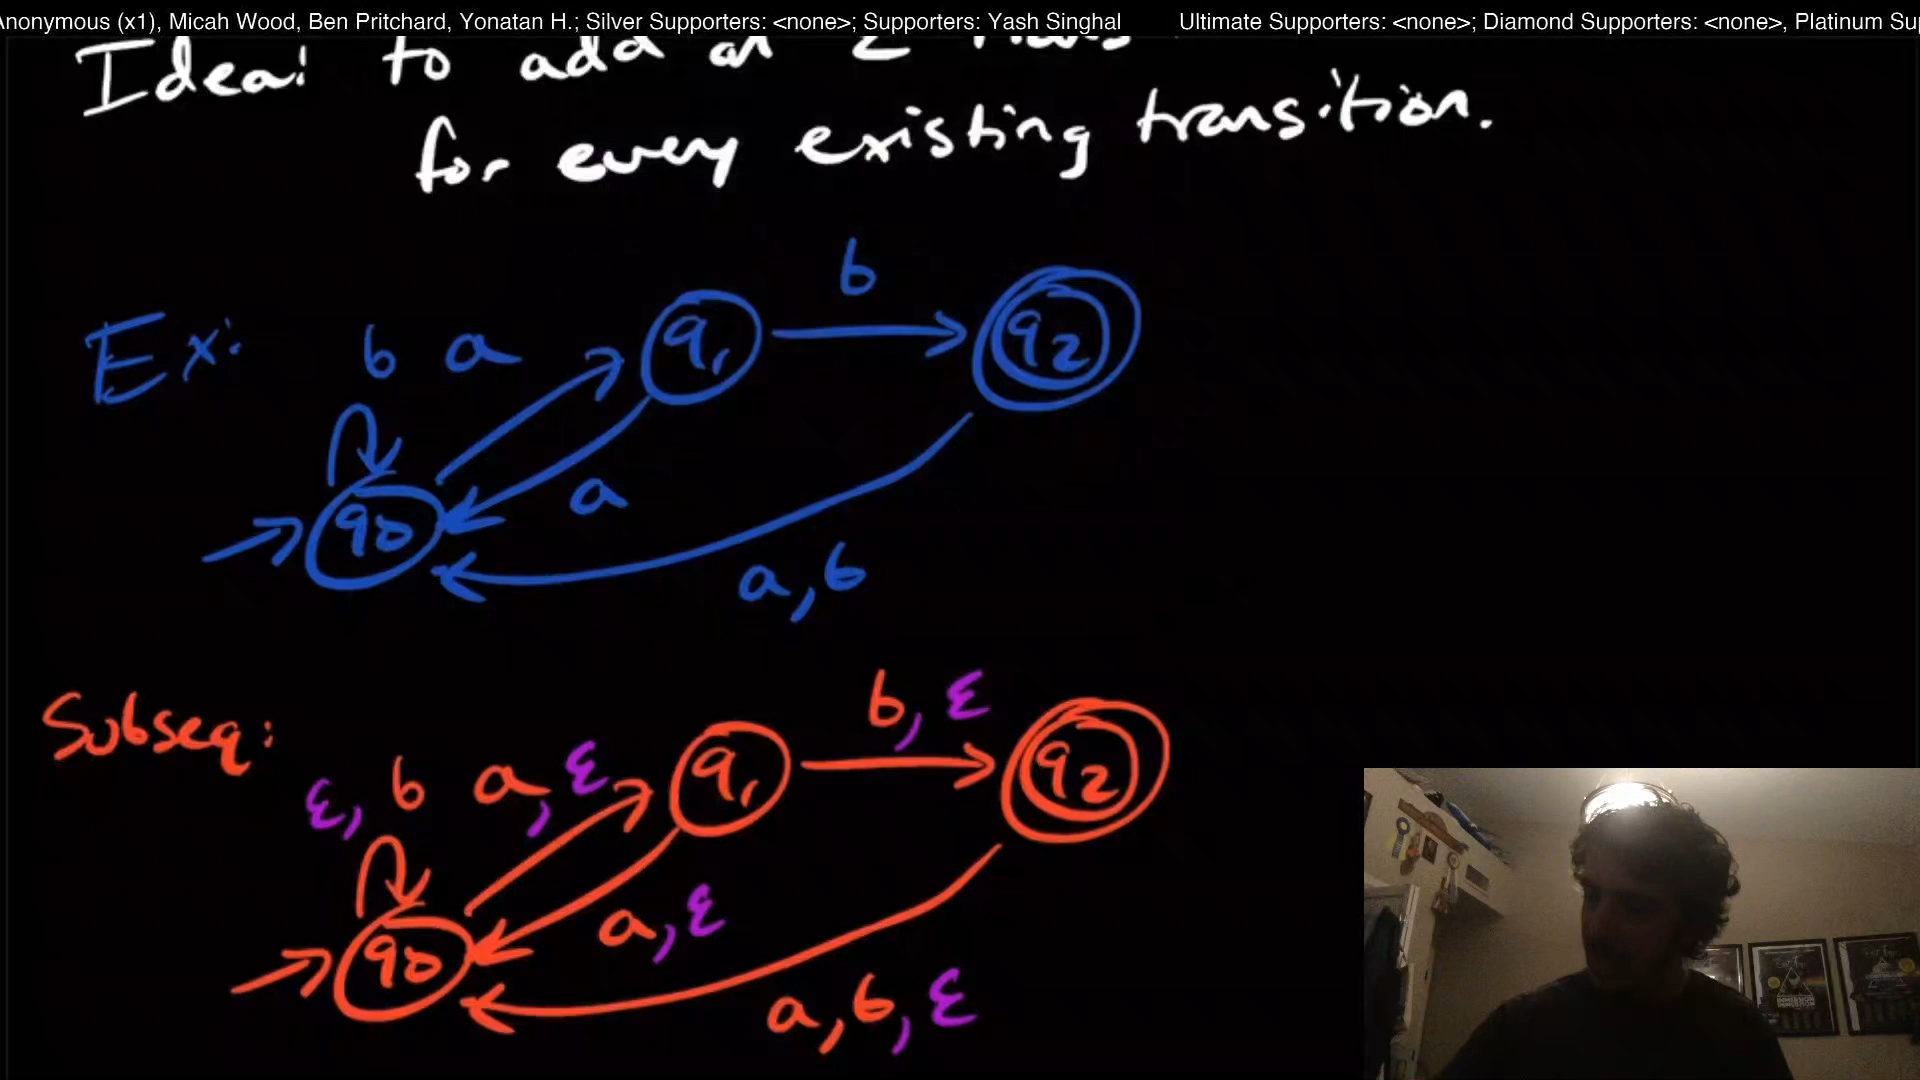 Anonymous (x1), Micah Wood, Ben Pritchard, Yonatan H.; Silver Supporters: <none>; Supporters: Yash Singhal Ultimate Supporters: <none>; Diamond Supporters: <none>, Platinum Su
Idea: to add an ε
for every existing transition.
Ex: b a q1 b q2
q0 a
a,b
Subseq: ε, b a, ε q1 b, ε q2
q0 a, ε
a, b, ε